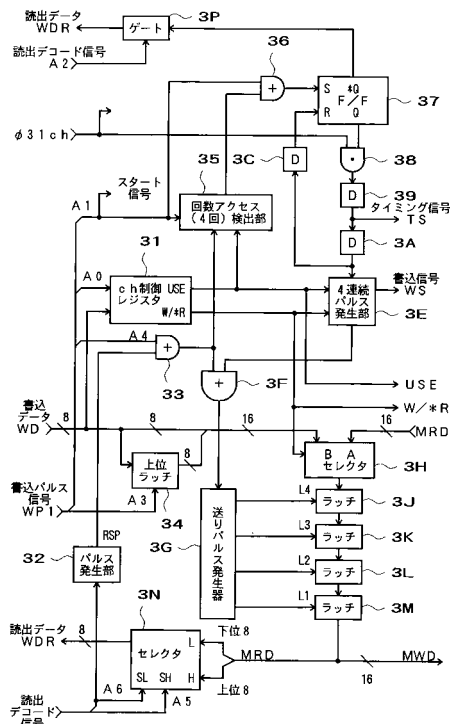 読出データ
WDR
ゲート
3P
読出デコード信号
A2
36
+
S *Q
F/F
R Q
37
φ31ch
3C
D
38
35
D
39
スタート
信号
A1
回数アクセス
(4回)検出部
タイミング信号
TS
D
3A
31
A0
ch制御 USE
レジスタ
W/*R
4連続
パルス
発生部
書込信号
WS
3E
A4
+
33
+
3F
USE
W/*R
書込
データ
WD
8
8
16
16
MRD
8
上位
ラッチ
B A
セレクタ
3H
書込パルス
信号
WP1
A3
34
3G
送りパルス発生器
L4
ラッチ
3J
L3
ラッチ
3K
L2
ラッチ
3L
L1
ラッチ
3M
RSP
32
パルス
発生部
3N
読出データ
WDR
8
セレクタ
L
SL SH H
下位8
MRD
上位8
16
MWD
A6
A5
読出
デコード
信号